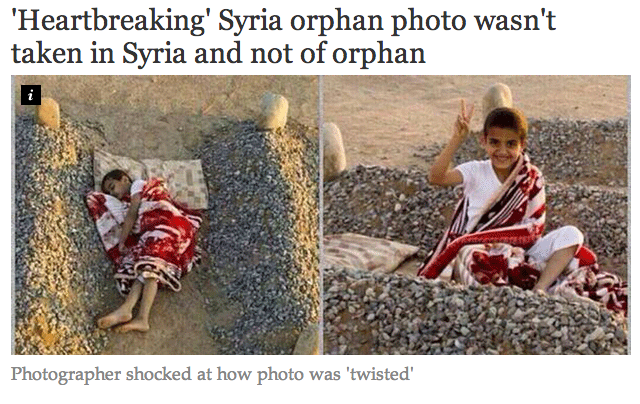 'Heartbreaking' Syria orphan photo wasn't
taken in Syria and not of orphan
i
Photographer shocked at how photo was 'twisted'